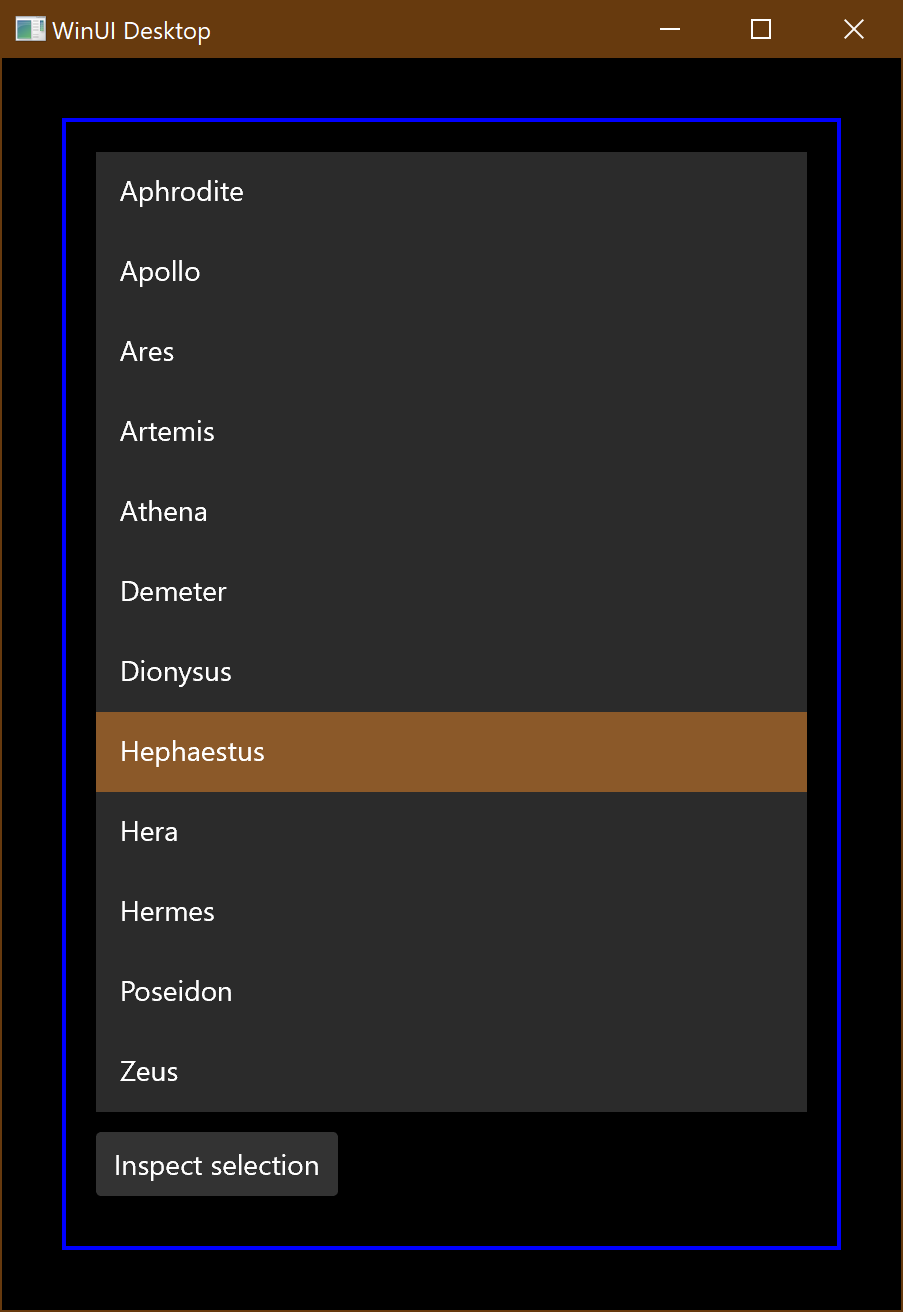 WinUI Desktop
Aphrodite
Apollo
Ares
Artemis
Athena
Demeter
Dionysus
Hephaestus
Hera
Hermes
Poseidon
Zeus
Inspect selection